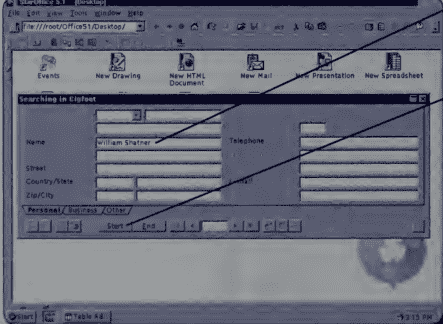 StarOffice 5.1 [Desktop]
File Edit View Tools Window Help
file:///root/Office51/Desktop/
Events New Drawing New HTML Document New Mail New Presentation New Spreadsheet
Searching in
Name William Shatner Telephone
Street
Country/State
Zip/City
Personal Business Other
Start End
Start Table Ad 3:15 PM